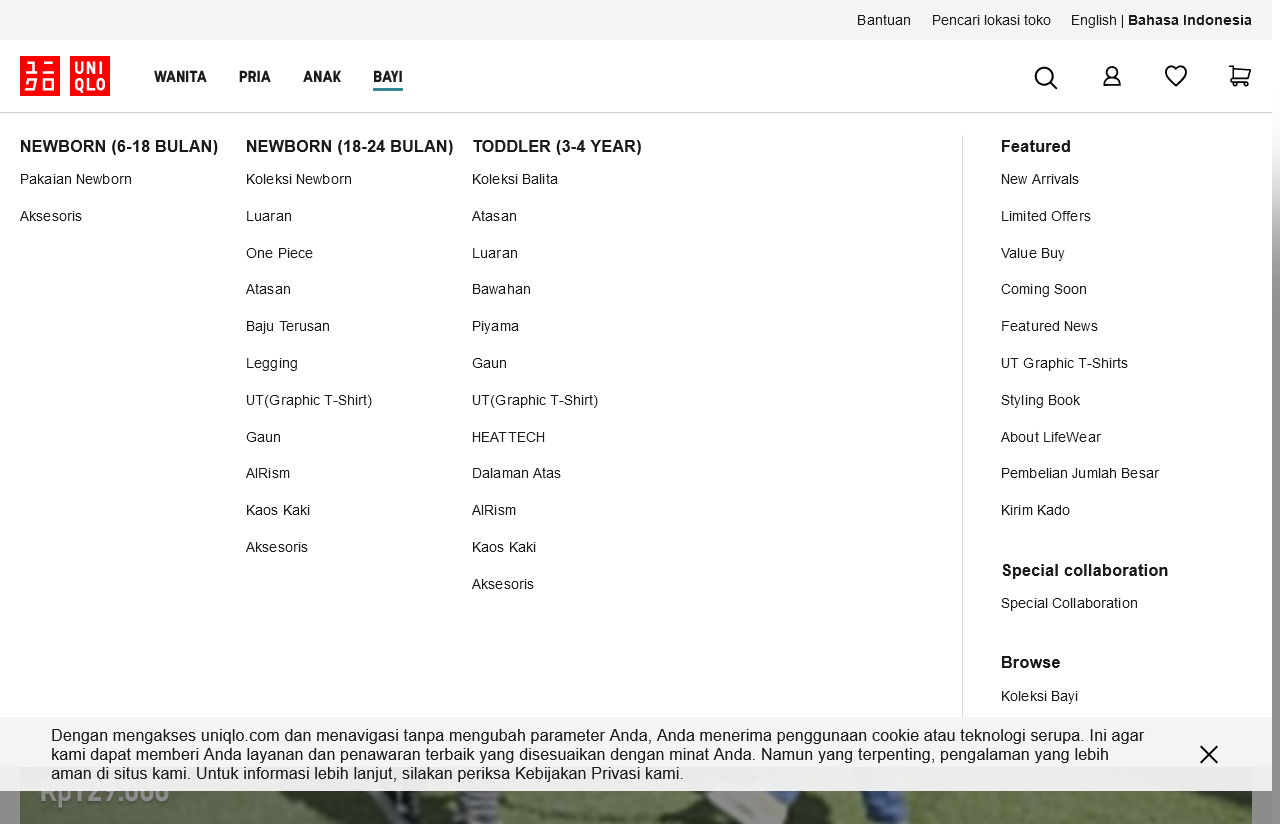 Bantuan
Pencari lokasi toko
English | Bahasa Indonesia
ユニ
クロ
UNI
QLO
WANITA
PRIA
ANAK
BAYI
NEWBORN (6-18 BULAN)
Pakaian Newborn
Aksesoris
NEWBORN (18-24 BULAN)
Koleksi Newborn
Luaran
One Piece
Atasan
Baju Terusan
Legging
UT(Graphic T-Shirt)
Gaun
AIRism
Kaos Kaki
Aksesoris
TODDLER (3-4 YEAR)
Koleksi Balita
Atasan
Luaran
Bawahan
Piyama
Gaun
UT(Graphic T-Shirt)
HEATTECH
Dalaman Atas
AIRism
Kaos Kaki
Aksesoris
Featured
New Arrivals
Limited Offers
Value Buy
Coming Soon
Featured News
UT Graphic T-Shirts
Styling Book
About LifeWear
Pembelian Jumlah Besar
Kirim Kado
Special collaboration
Special Collaboration
Browse
Koleksi Bayi
Dengan mengakses uniqlo.com dan menavigasi tanpa mengubah parameter Anda, Anda menerima penggunaan cookie atau teknologi serupa. Ini agar
kami dapat memberi Anda layanan dan penawaran terbaik yang disesuaikan dengan minat Anda. Namun yang terpenting, pengalaman yang lebih
aman di situs kami. Untuk informasi lebih lanjut, silakan periksa Kebijakan Privasi kami.
Rp129.000